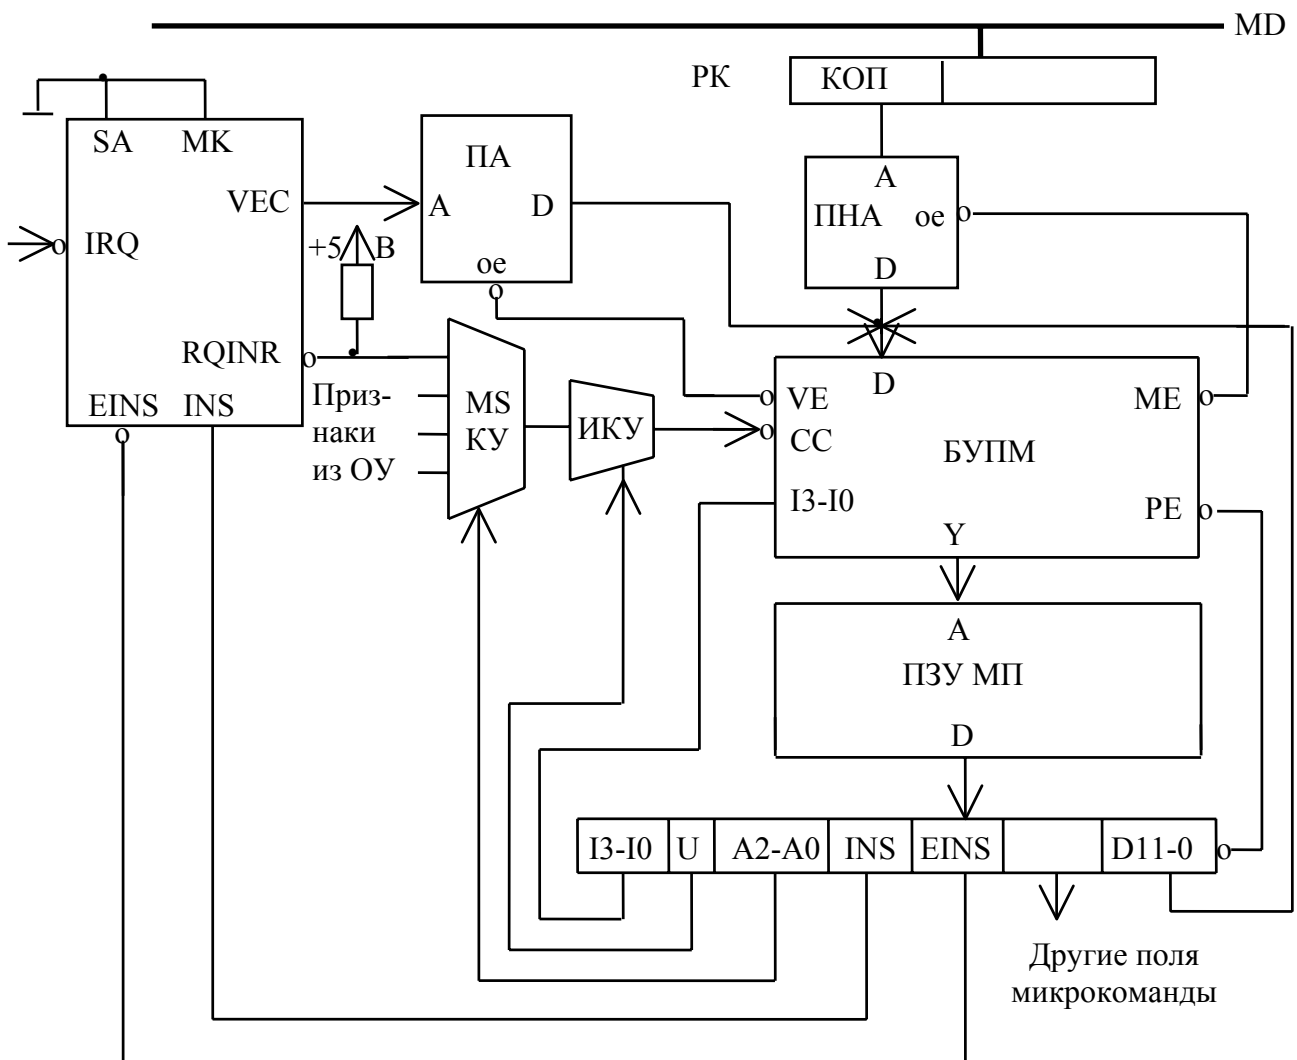 MD
РК
КОП
SA MK
ПА
A
VEC
A D
ПНА oe o
o IRQ
+5 В
oe
o
D
RQINR o
EINS INS
o
Приз-
наки
из ОУ
MS
КУ
ИКУ
D
o VE
ME o
o CC
БУПМ
I3-I0
PE o
Y
A
ПЗУ МП
D
I3-I0 U A2-A0 INS EINS D11-0 o
Другие поля
микрокоманды